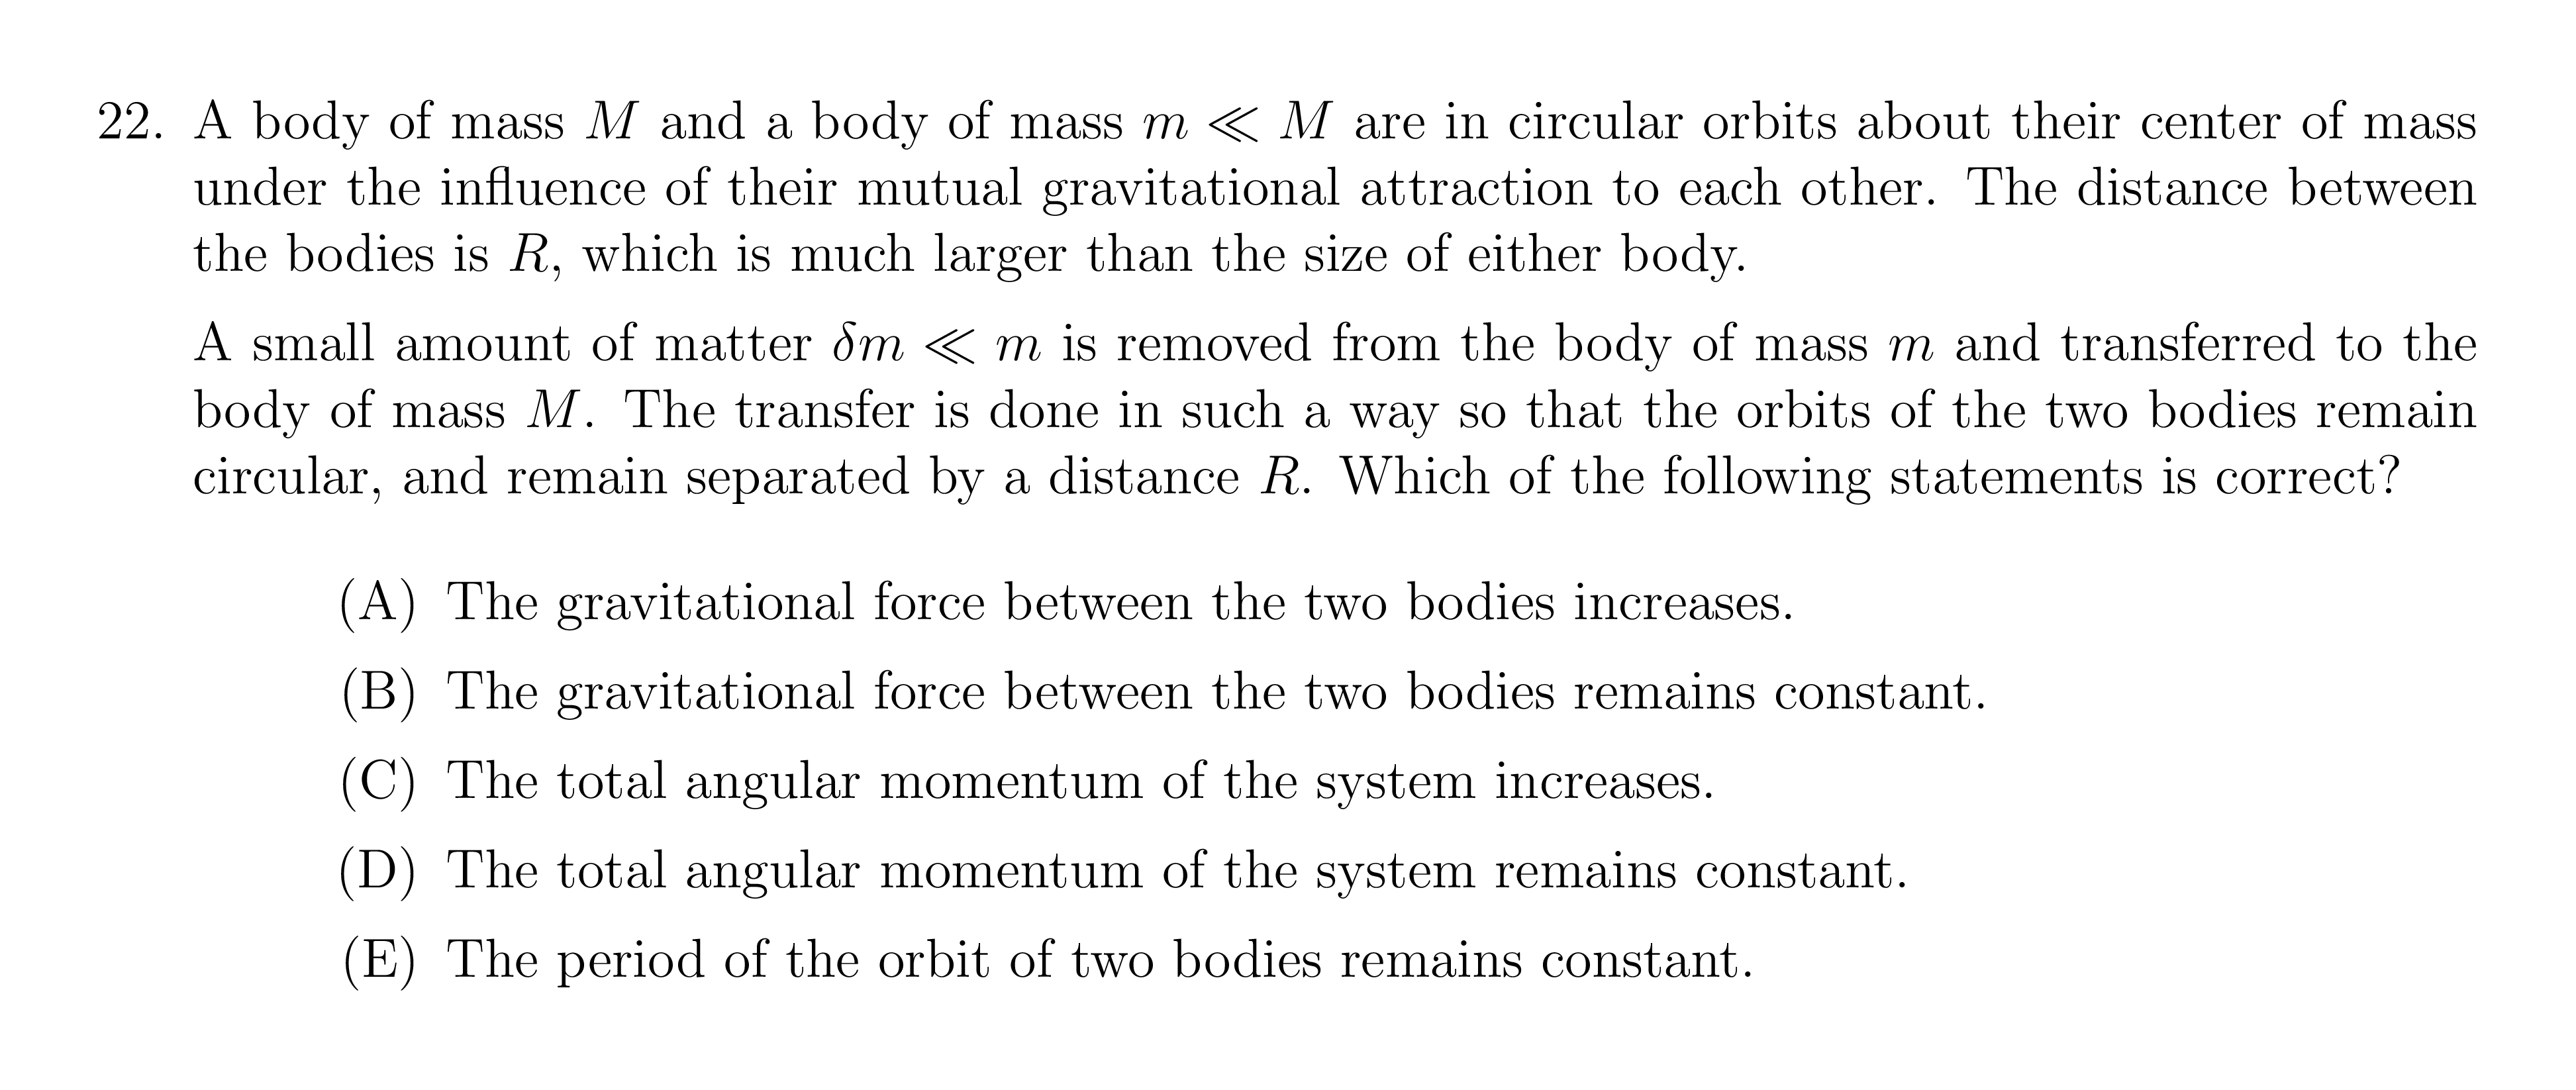 22. A body of mass M and a body of mass m ≪ M are in circular orbits about their center of mass
under the influence of their mutual gravitational attraction to each other. The distance between
the bodies is R, which is much larger than the size of either body.
A small amount of matter δm ≪ m is removed from the body of mass m and transferred to the
body of mass M. The transfer is done in such a way so that the orbits of the two bodies remain
circular, and remain separated by a distance R. Which of the following statements is correct?
(A) The gravitational force between the two bodies increases.
(B) The gravitational force between the two bodies remains constant.
(C) The total angular momentum of the system increases.
(D) The total angular momentum of the system remains constant.
(E) The period of the orbit of two bodies remains constant.